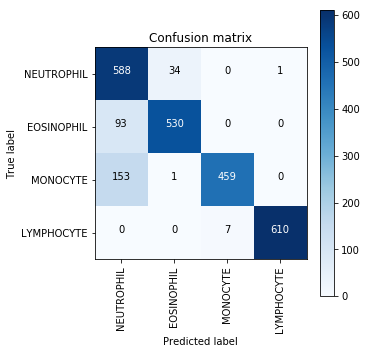 Confusion matrix
NEUTROPHIL 588 34 0 1
EOSINOPHIL 93 530 0 0
MONOCYTE 153 1 459 0
LYMPHOCYTE 0 0 7 610
True label
NEUTROPHIL
EOSINOPHIL
MONOCYTE
LYMPHOCYTE
Predicted label
600
500
400
300
200
100
0